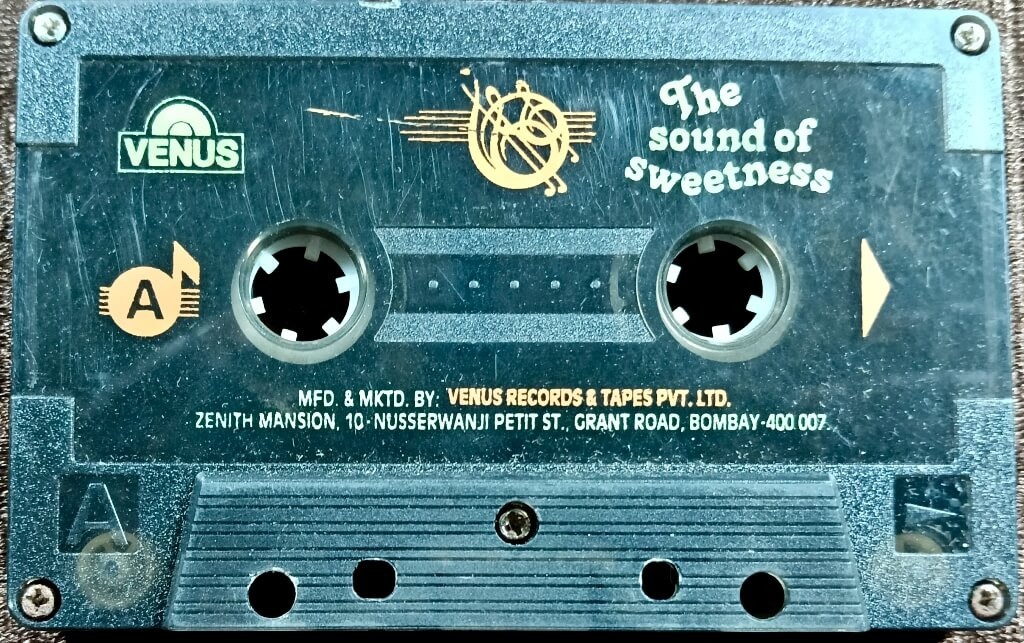 VENUS
The
sound of
sweetness
A
MFD. & MKTD. BY: VENUS RECORDS & TAPES PVT. LTD.
ZENITH MANSION, 10-NUSSERWANJI PETIT ST., GRANT ROAD, BOMBAY-400 007.
A